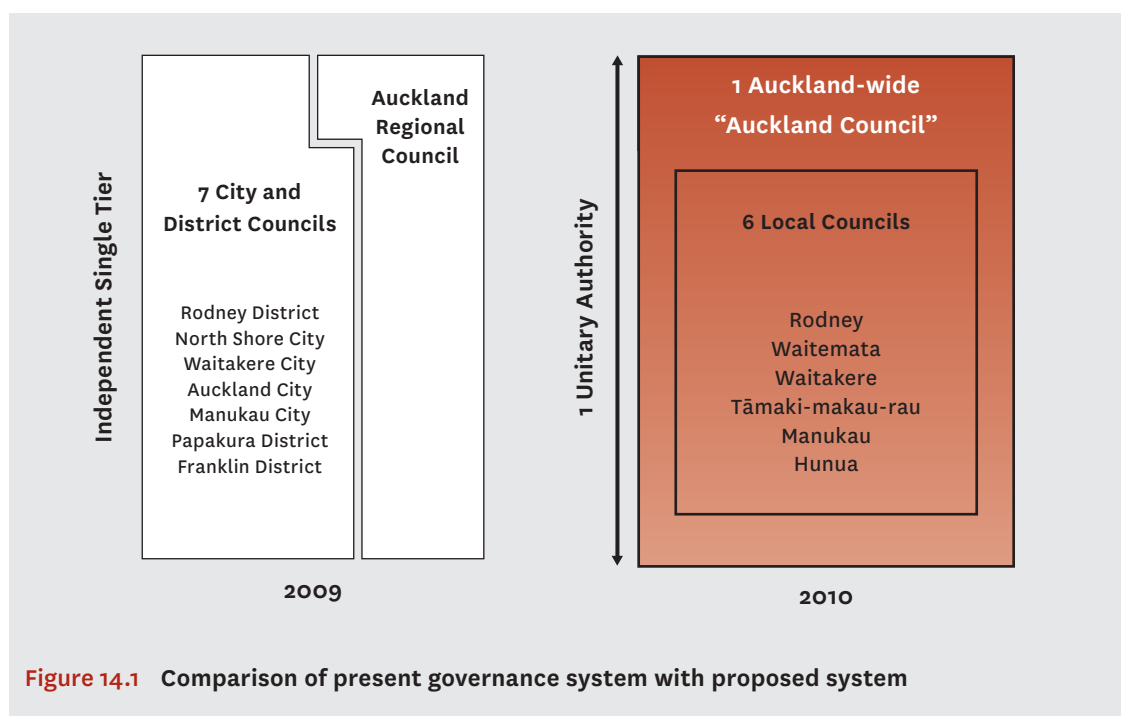 Independent Single Tier
7 City and
District Councils
Rodney District
North Shore City
Waitakere City
Auckland City
Manukau City
Papakura District
Franklin District
Auckland
Regional
Council
2009
1 Unitary Authority
1 Auckland-wide
“Auckland Council”
6 Local Councils
Rodney
Waitemata
Waitakere
Tāmaki-makau-rau
Manukau
Hunua
2010
Figure 14.1 Comparison of present governance system with proposed system